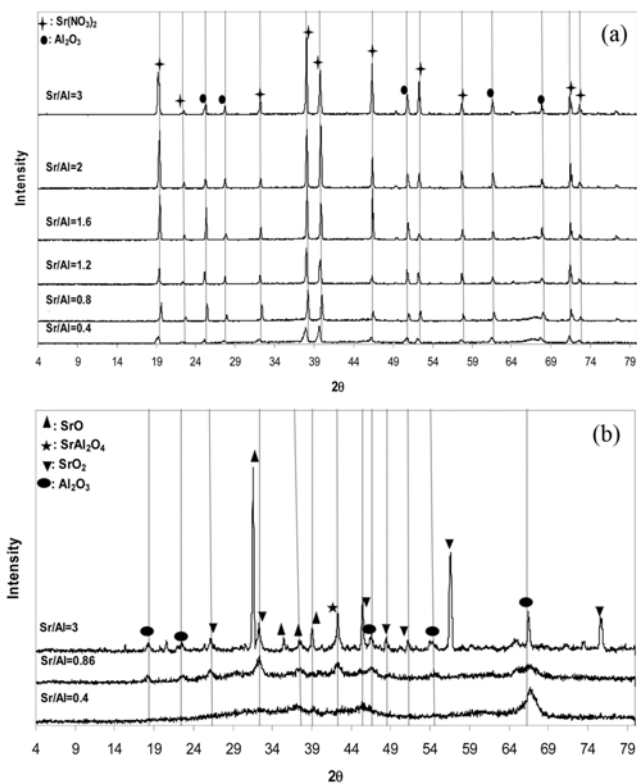 ✦: Sr(NO₃)₂
●: Al₂O₃
(a)
Sr/Al=3
Sr/Al=2
Sr/Al=1.6
Sr/Al=1.2
Sr/Al=0.8
Sr/Al=0.4
Intensity
4 9 14 19 24 29 34 39 44 49 54 59 64 69 74 79
2θ
▲: SrO
★: SrAl₂O₄
▼: SrO₂
●: Al₂O₃
(b)
Sr/Al=3
Sr/Al=0.86
Sr/Al=0.4
Intensity
4 9 14 19 24 29 34 39 44 49 54 59 64 69 74 79
2θ